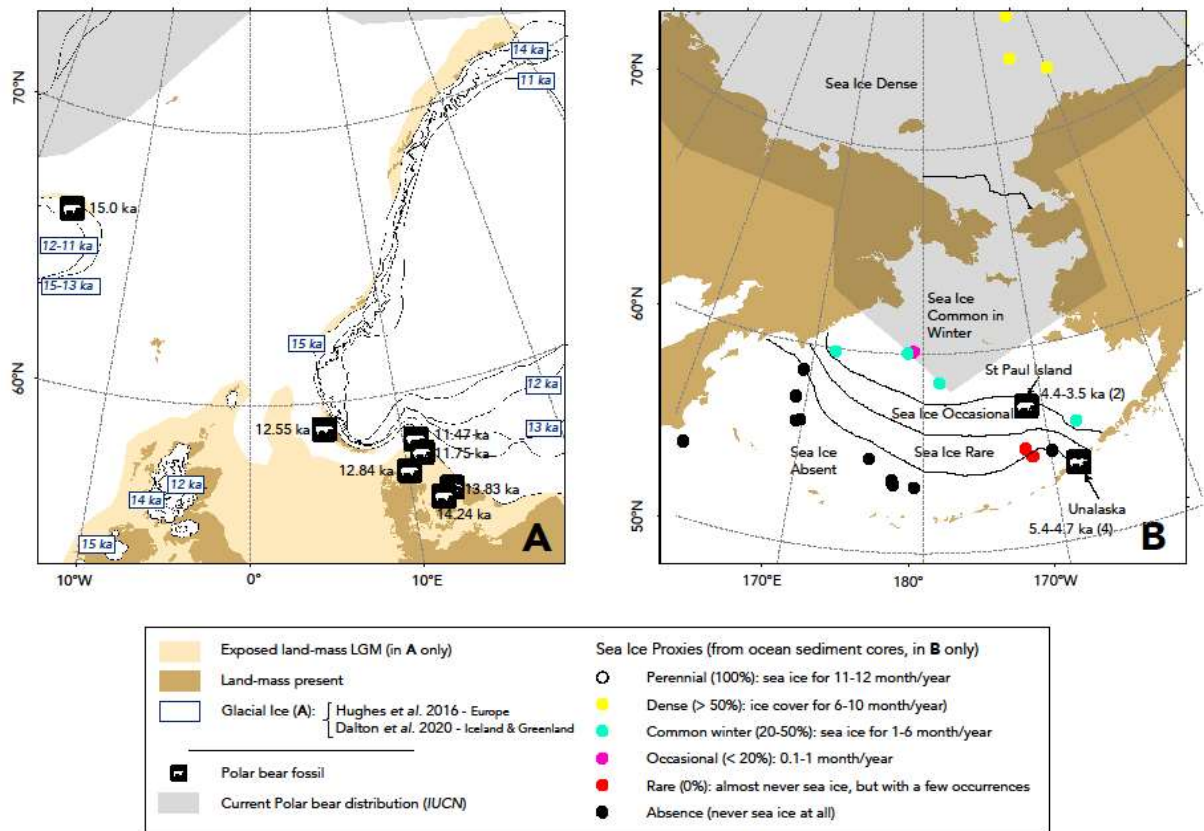 70°N
60°N
14 ka
11 ka
15.0 ka
12-11 ka
15-13 ka
15 ka
12 ka
13 ka
12.55 ka
11.47 ka
11.75 ka
12.84 ka
13.83 ka
14.24 ka
12 ka
14 ka
15 ka
A
10°W
0°
10°E
70°N
60°N
50°N
Sea Ice Dense
Sea Ice
Common in
Winter
St Paul Island
4.4-3.5 ka (2)
Sea Ice Occasional
Sea Ice
Absent
Sea Ice Rare
Unalaska
5.4-4.7 ka (4)
B
170°E
180°
170°W
Exposed land-mass LGM (in A only)
Land-mass present
Glacial Ice (A):
Hughes et al. 2016 - Europe
Dalton et al. 2020 - Iceland & Greenland
Polar bear fossil
Current Polar bear distribution (IUCN)
Sea Ice Proxies (from ocean sediment cores, in B only)
Perennial (100%): sea ice for 11-12 month/year
Dense (> 50%): ice cover for 6-10 month/year)
Common winter (20-50%): sea ice for 1-6 month/year
Occasional (< 20%): 0.1-1 month/year
Rare (0%): almost never sea ice, but with a few occurrences
Absence (never sea ice at all)